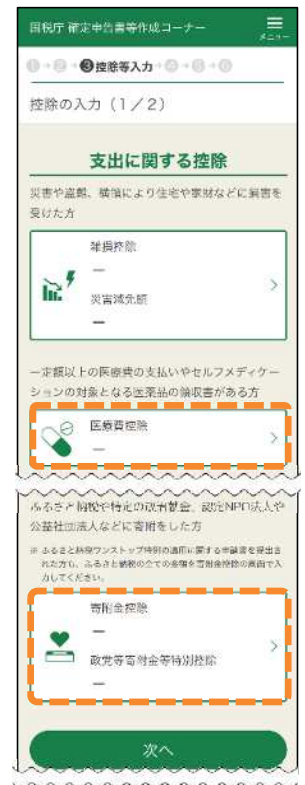 国税庁 確定申告書等作成コーナー
メニュー
1 2 3 控除等入力 4 5 6
控除の入力（1／2）
支出に関する控除
災害や盗難、横領により住宅や家財などに損害を
受けた方
雑損控除
ー
災害減免額
ー
一定額以上の医療費の支払いやセルフメディケー
ションの対象となる医薬品の領収書がある方
医療費控除
ー
ふるさと納税や特定の政治献金、認定NPO法人や
公益社団法人などに寄附をした方
※ ふるさと納税ワンストップ特例の適用に関する申請書を提出さ
れた方も、ふるさと納税の全ての金額を寄附金控除の画面で入
力してください。
寄附金控除
ー
政党等寄附金等特別控除
ー
次へ